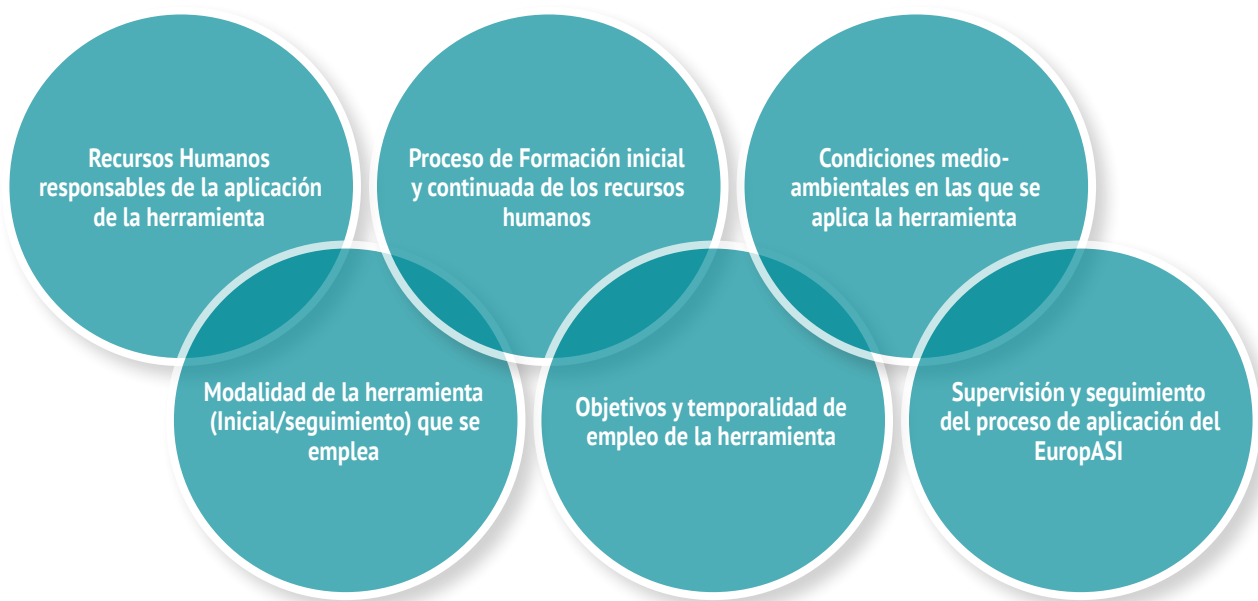 Recursos Humanos
responsables de la aplicación
de la herramienta
Proceso de Formación inicial
y continuada de los recursos
humanos
Condiciones medio-
ambientales en las que se
aplica la herramienta
Modalidad de la herramienta
(Inicial/seguimiento) que se
emplea
Objetivos y temporalidad de
empleo de la herramienta
Supervisión y seguimiento
del proceso de aplicación del
EuropASI